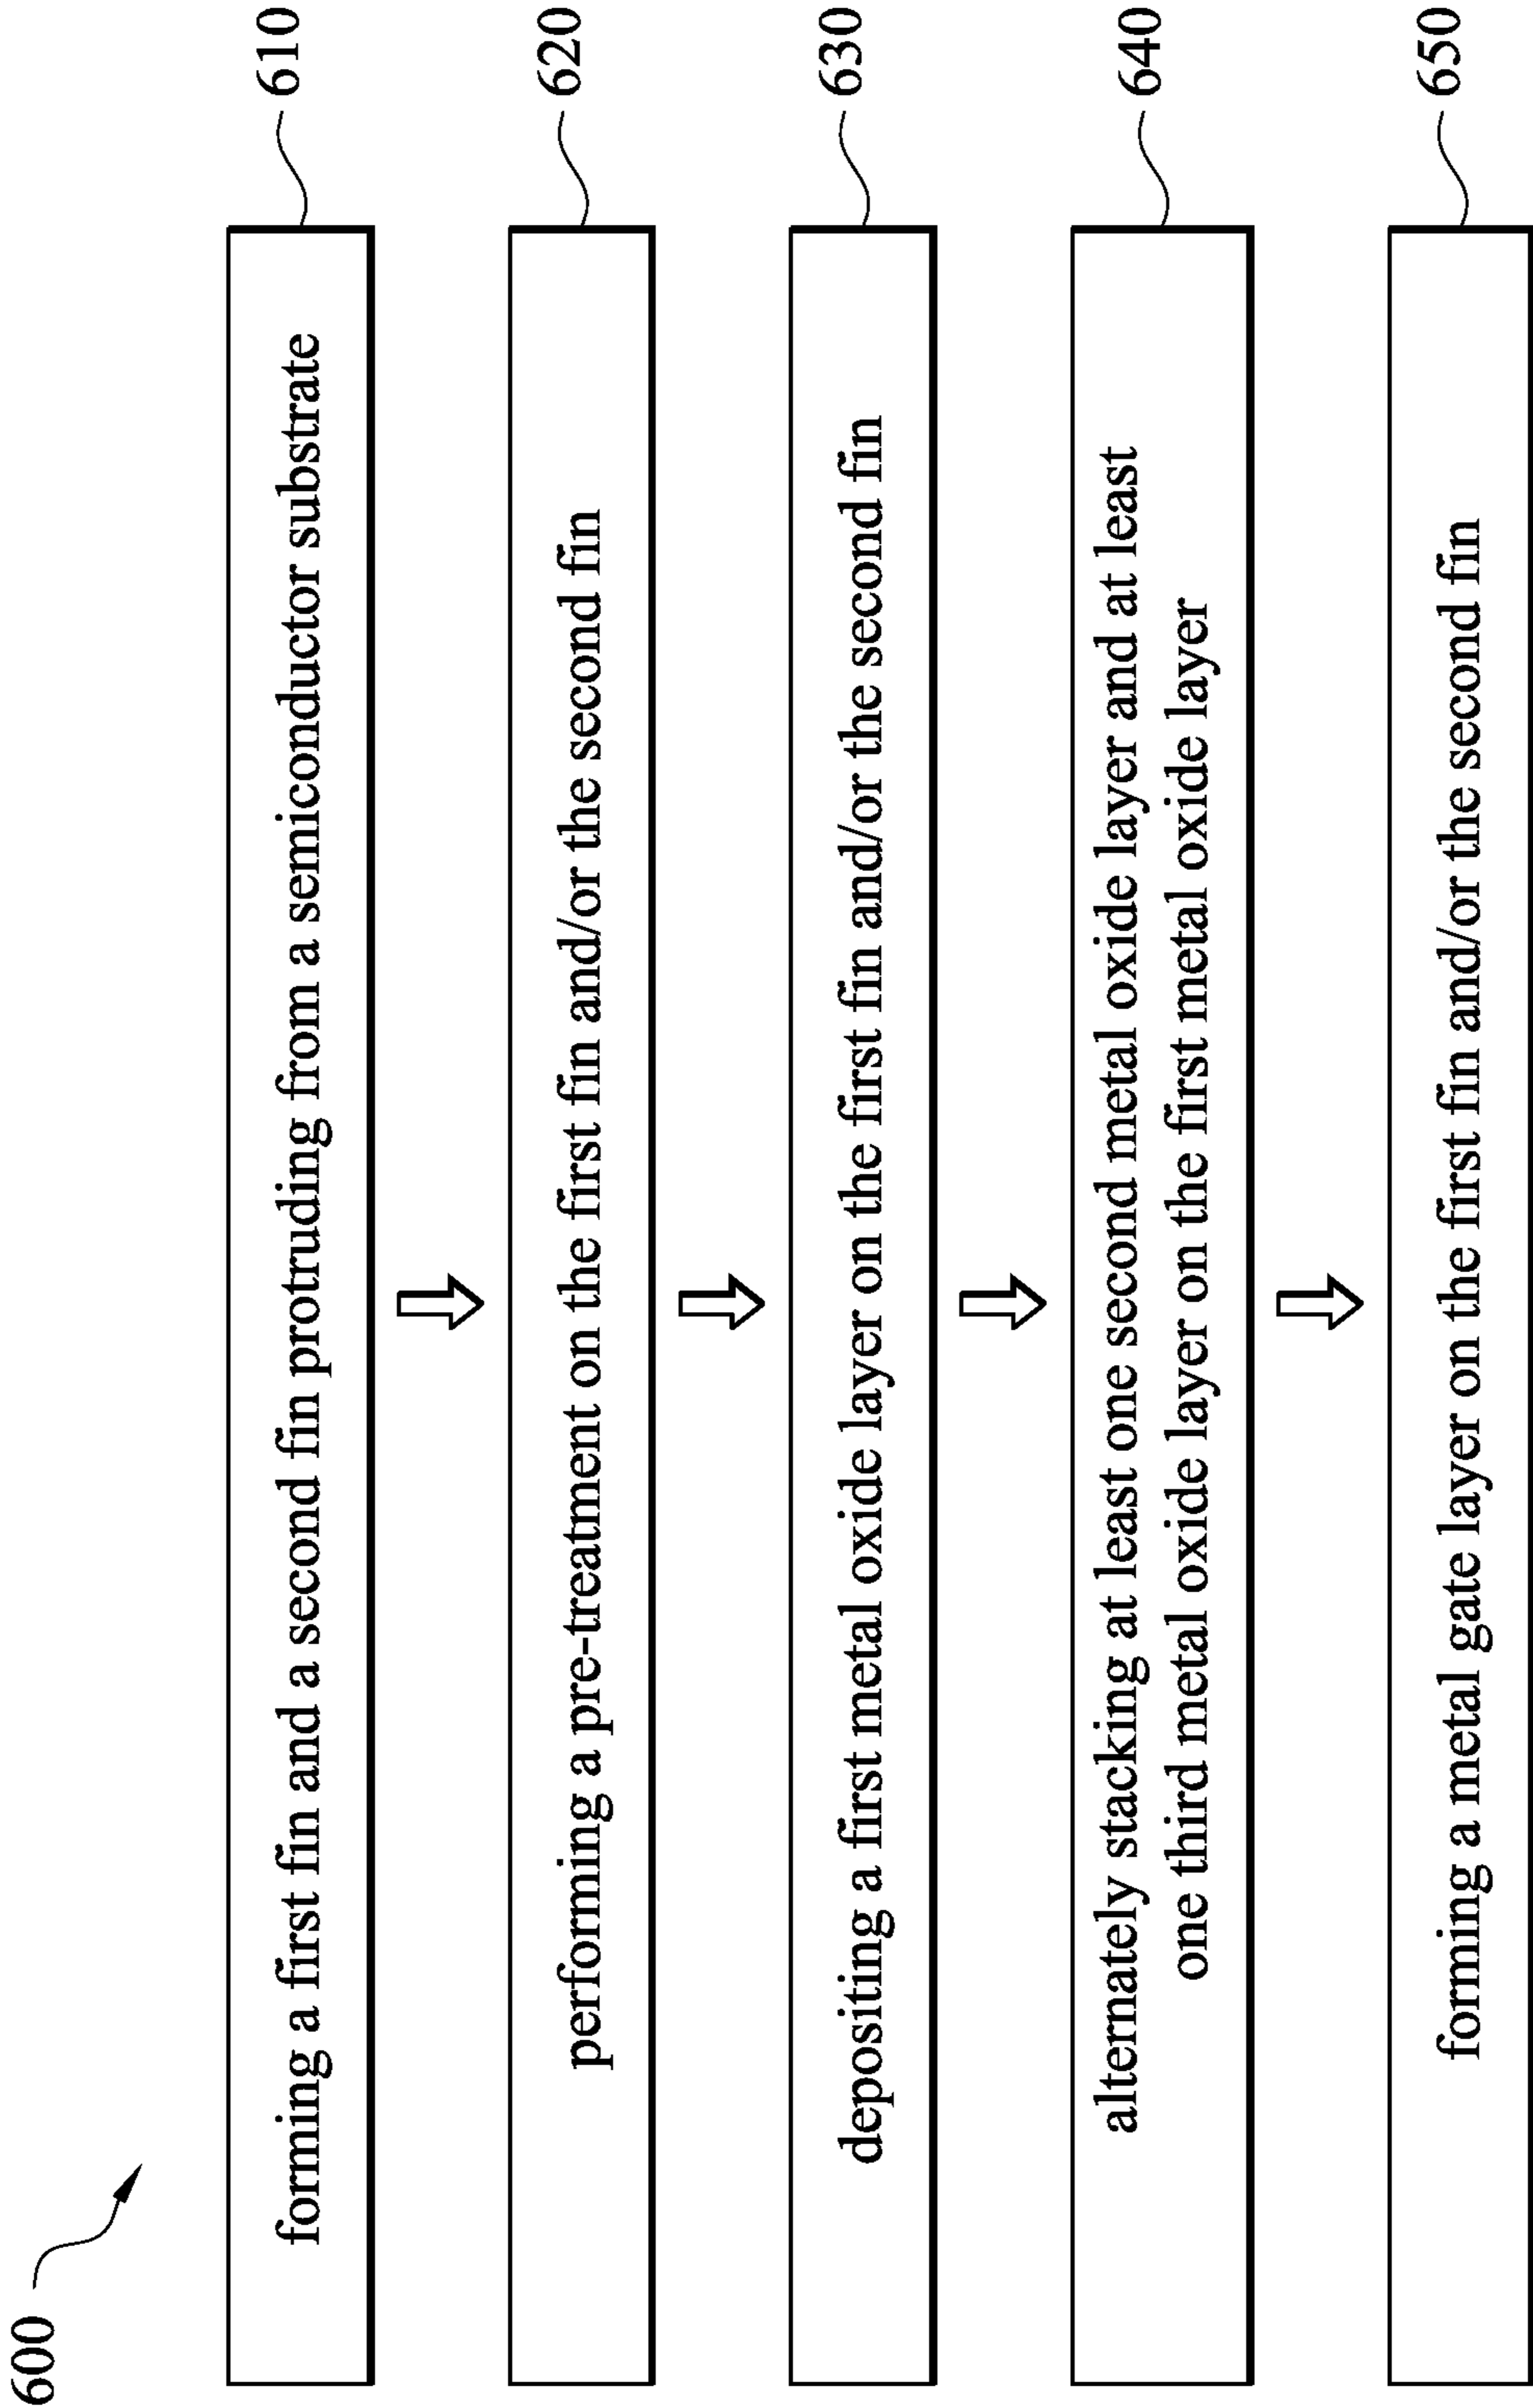 600
forming a first fin and a second fin protruding from a semiconductor substrate
610
performing a pre-treatment on the first fin and/or the second fin
620
depositing a first metal oxide layer on the first fin and/or the second fin
630
alternately stacking at least one second metal oxide layer and at least
one third metal oxide layer on the first metal oxide layer
640
forming a metal gate layer on the first fin and/or the second fin
650